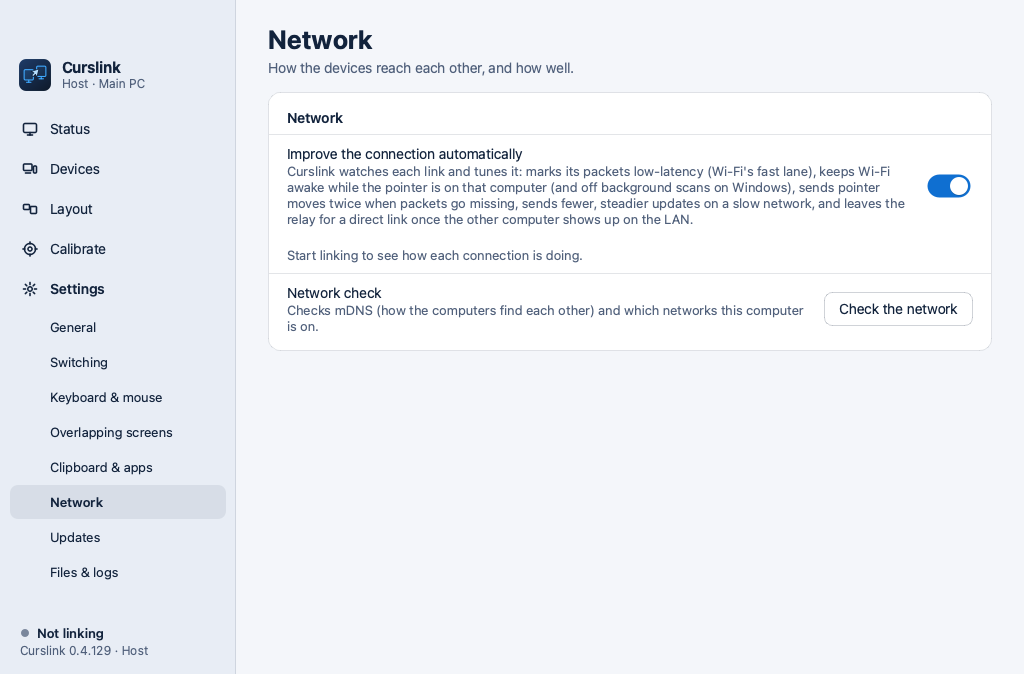 Curslink
Host · Main PC
Status
Devices
Layout
Calibrate
Settings
General
Switching
Keyboard & mouse
Overlapping screens
Clipboard & apps
Network
Updates
Files & logs
Not linking
Curslink 0.4.129 · Host
Network
How the devices reach each other, and how well.
Network
Improve the connection automatically
Curslink watches each link and tunes it: marks its packets low-latency (Wi-Fi's fast lane), keeps Wi-Fi
awake while the pointer is on that computer (and off background scans on Windows), sends pointer
moves twice when packets go missing, sends fewer, steadier updates on a slow network, and leaves the
relay for a direct link once the other computer shows up on the LAN.
Start linking to see how each connection is doing.
Network check
Checks mDNS (how the computers find each other) and which networks this computer
is on.
Check the network